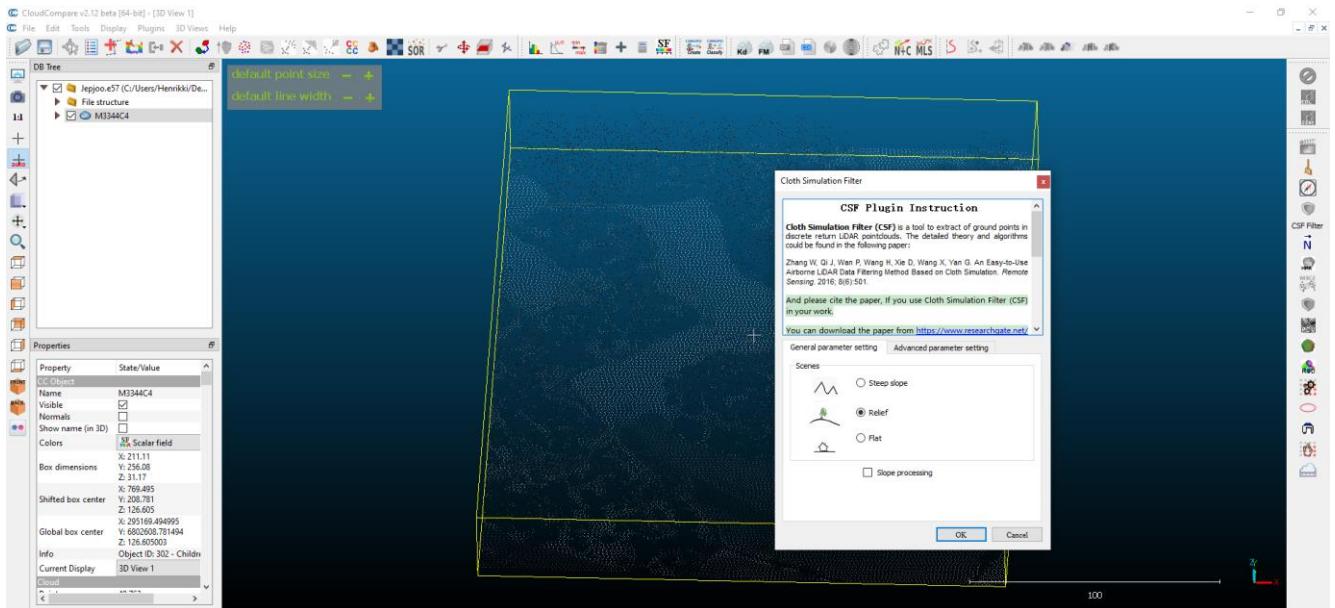 CloudCompare v2.12 beta [64-bit] - [3D View 1]
File Edit Tools Display Plugins 3D Views Help
SOR
SF
Kd FM
N+C MLS
DB Tree
default point size − +
default line width − +
Jepjoo.e57 (C:/Users/Henrikki/De...
File structure
M3344C4
1:1
Cloth Simulation Filter
CSF Plugin Instruction
Cloth Simulation Filter (CSF) is a tool to extract of ground points in
discrete return LiDAR pointclouds. The detailed theory and algorithms
could be found in the following paper:
Zhang W, Qi J, Wan P, Wang H, Xie D, Wang X, Yan G. An Easy-to-Use
Airborne LiDAR Data Filtering Method Based on Cloth Simulation. Remote
Sensing. 2016; 8(6):501.
And please cite the paper, If you use Cloth Simulation Filter (CSF)
in your work.
You can download the paper from https://www.researchgate.net/
General parameter setting Advanced parameter setting
Scenes
Steep slope
Relief
Flat
Slope processing
OK Cancel
CSF Filter
N
Properties
Property State/Value
CC Object
Name M3344C4
Visible
Normals
Show name (in 3D)
Colors Scalar field
X: 211.11
Box dimensions Y: 256.08
Z: 31.17
X: 769.495
Shifted box center Y: 208.781
Z: 126.605
X: 295169.494995
Global box center Y: 6802608.781494
Z: 126.605003
Info Object ID: 302 - Childre
Current Display 3D View 1
Cloud
100